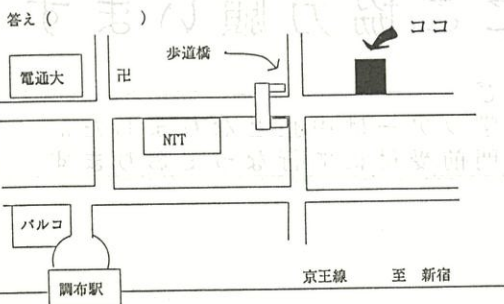 答え（　　　　　）
ココ
歩道橋
電通大
卍
NTT
パルコ
調布駅
京王線　至　新宿